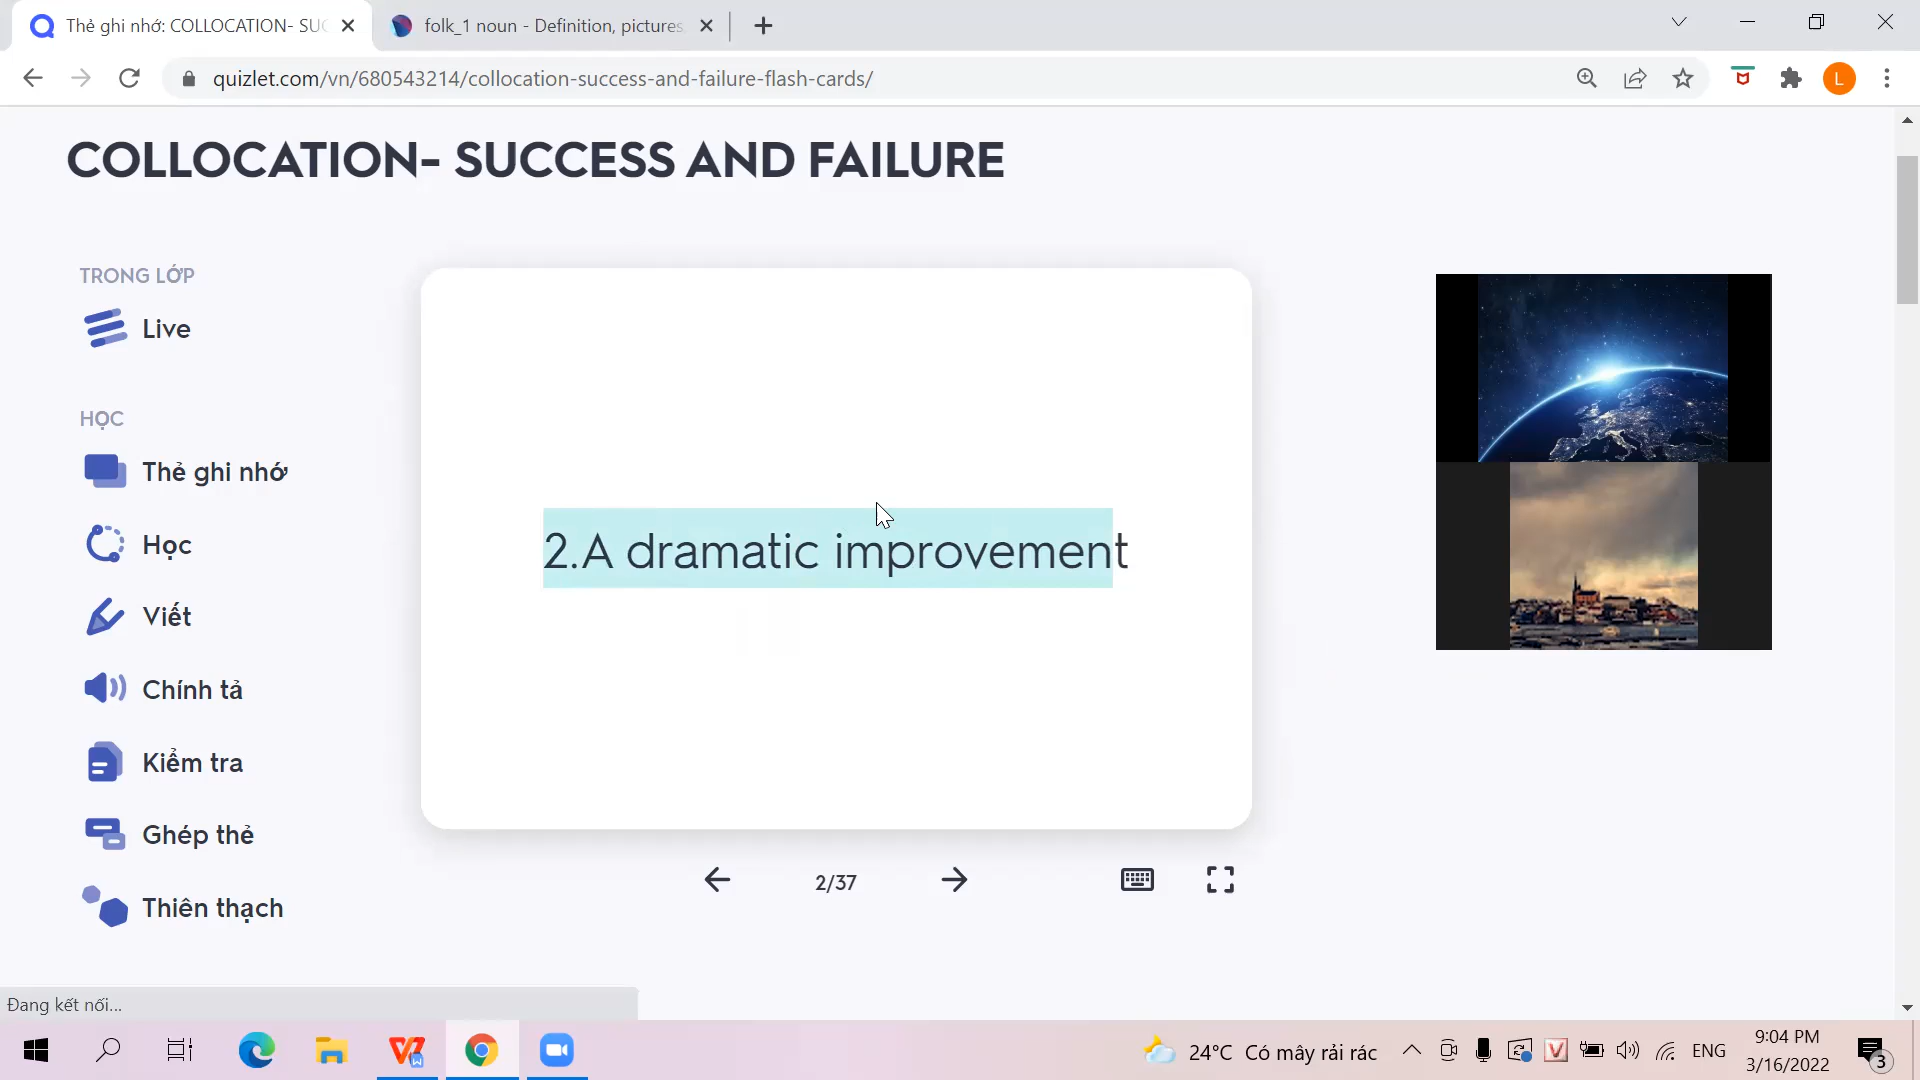 Thẻ ghi nhớ: COLLOCATION- SUC
folk_1 noun - Definition, pictures,
quizlet.com/vn/680543214/collocation-success-and-failure-flash-cards/
L
COLLOCATION- SUCCESS AND FAILURE
TRONG LỚP
Live
HỌC
Thẻ ghi nhớ
Học
Viết
Chính tả
Kiểm tra
Ghép thẻ
Thiên thạch
2.A dramatic improvement
2/37
Đang kết nối...
24°C Có mây rải rác
ENG
9:04 PM
3/16/2022
3